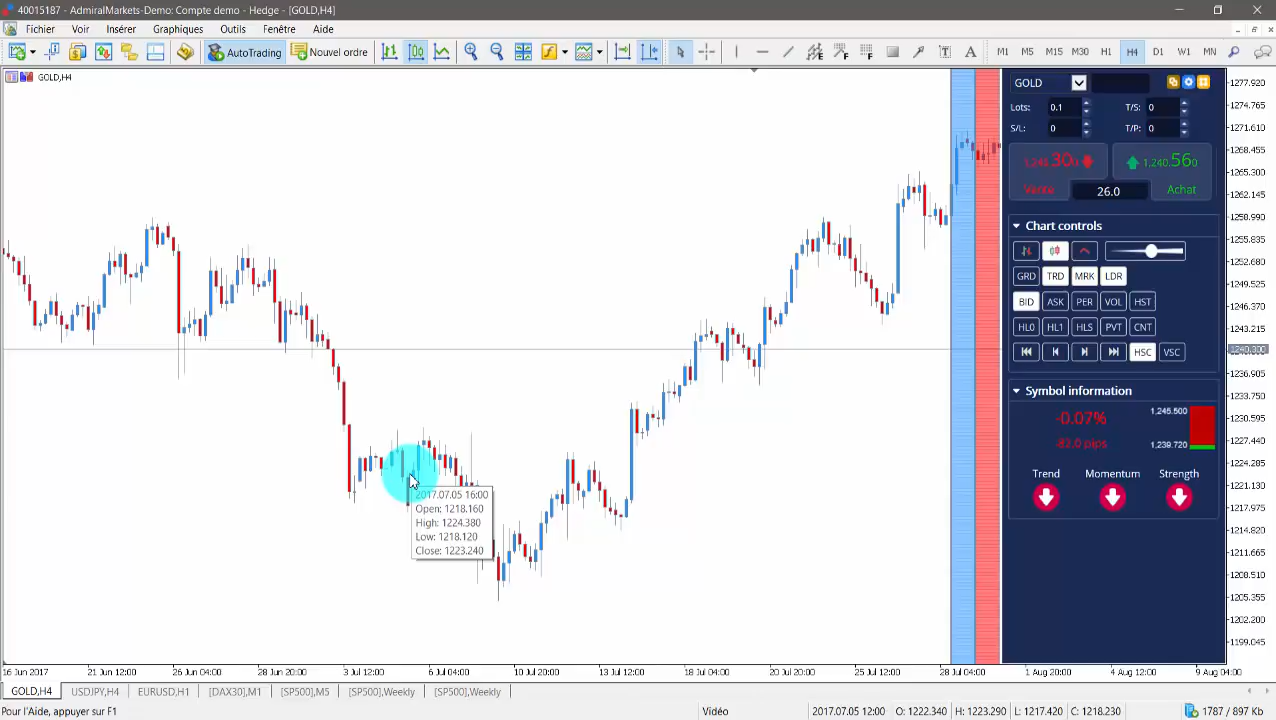 40015187 - AdmiralMarkets-Demo: Compte demo - Hedge - [GOLD,H4]
Fichier Voir Insérer Graphiques Outils Fenêtre Aide
AutoTrading Nouvel ordre A M1 M5 M15 M30 H1 H4 D1 W1 MN
GOLD,H4
GOLD
Lots: 0.1 T/S: 0
S/L: 0 T/P: 0
1,240.300 1,240.560
Vente 26.0 Achat
Chart controls
GRD TRD MRK LDR
BID ASK PER VOL HST
HL0 HL1 HLS PVT CNT
HSC VSC
Symbol information
-0.07% 1,246.500
-82.0 pips 1,239.720
Trend Momentum Strength
1277.920
1274.765
1271.610
1268.455
1265.300
1262.145
1258.990
1255.835
1252.680
1249.525
1246.370
1243.215
1240.300
1236.905
1233.750
1230.595
1227.440
1224.285
1221.130
1217.975
1214.820
1211.665
1208.510
1205.355
1202.200
1199.045
2017.07.05 16:00
Open: 1218.160
High: 1224.380
Low: 1218.120
Close: 1223.240
16 Jun 2017 21 Jun 12:00 26 Jun 04:00 28 Jun 20:00 3 Jul 12:00 6 Jul 04:00 10 Jul 20:00 13 Jul 12:00 18 Jul 04:00 20 Jul 20:00 25 Jul 12:00 28 Jul 04:00 1 Aug 20:00 4 Aug 12:00 9 Aug 04:00
GOLD,H4 USDJPY,H4 EURUSD,H1 [DAX30],M1 [SP500],M5 [SP500],Weekly [SP500],Weekly
Pour l'Aide, appuyer sur F1 Vidéo 2017.07.05 12:00 O: 1222.340 H: 1223.290 L: 1217.420 C: 1218.230 1787 / 897 Kb